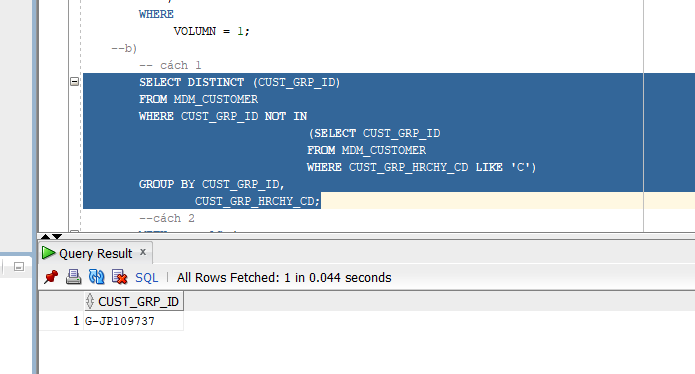 WHERE
VOLUMN = 1;
--b)
-- cách 1
SELECT DISTINCT (CUST_GRP_ID)
FROM MDM_CUSTOMER
WHERE CUST_GRP_ID NOT IN
(SELECT CUST_GRP_ID
FROM MDM_CUSTOMER
WHERE CUST_GRP_HRCHY_CD LIKE 'C')
GROUP BY CUST_GRP_ID,
CUST_GRP_HRCHY_CD;
--cách 2
Query Result x
SQL | All Rows Fetched: 1 in 0.044 seconds
CUST_GRP_ID
1 G-JP109737